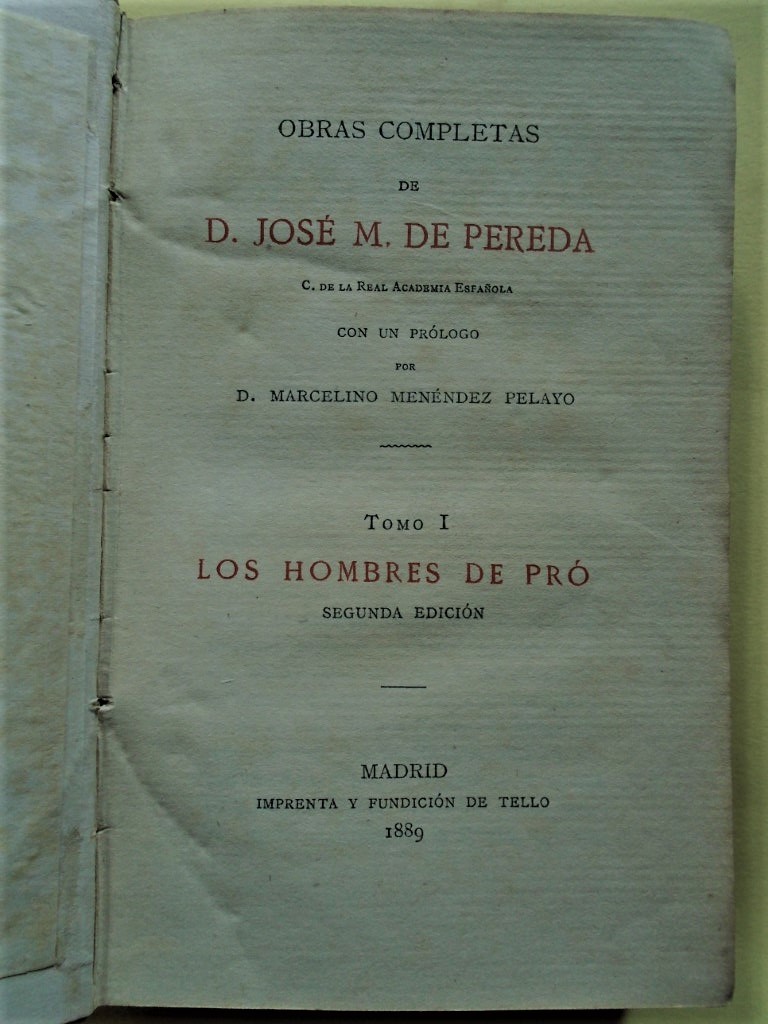 OBRAS COMPLETAS
DE
D. JOSÉ M. DE PEREDA
C. DE LA REAL ACADEMIA ESPAÑOLA
CON UN PRÓLOGO
POR
D. MARCELINO MENÉNDEZ PELAYO
TOMO I
LOS HOMBRES DE PRÓ
SEGUNDA EDICIÓN
MADRID
IMPRENTA Y FUNDICIÓN DE TELLO
1889